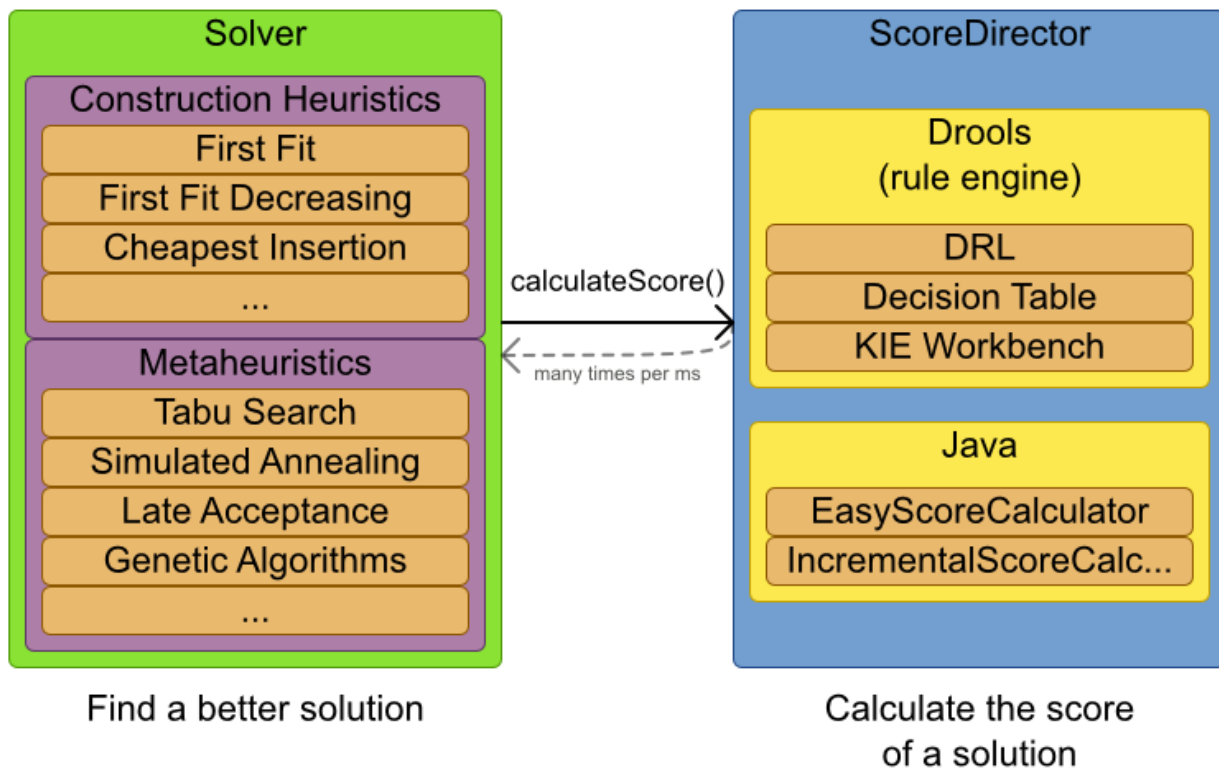 Solver
Construction Heuristics
First Fit
First Fit Decreasing
Cheapest Insertion
...
Metaheuristics
Tabu Search
Simulated Annealing
Late Acceptance
Genetic Algorithms
...
Find a better solution
calculateScore()
many times per ms
ScoreDirector
Drools
(rule engine)
DRL
Decision Table
KIE Workbench
Java
EasyScoreCalculator
IncrementalScoreCalc...
Calculate the score
of a solution